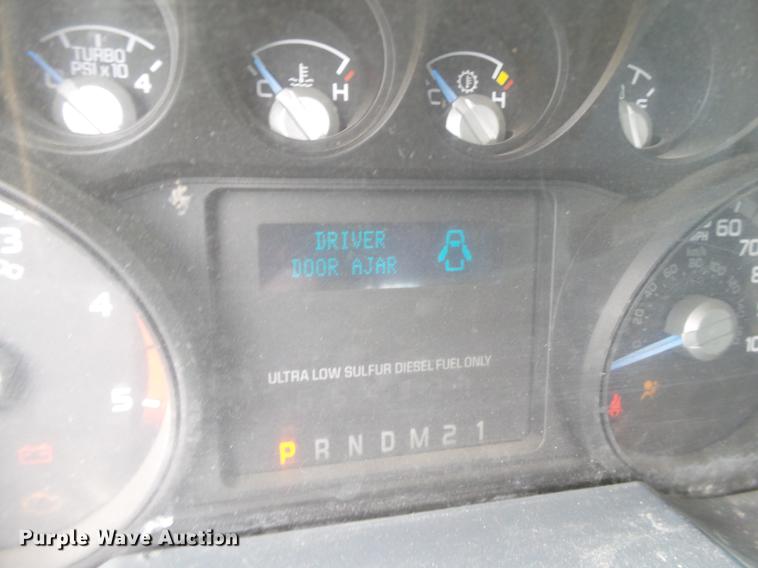 TURBO
PSI x 10
4
C H
C H
DRIVER
DOOR AJAR
ULTRA LOW SULFUR DIESEL FUEL ONLY
P R N D M 2 1
3
4
5
60
70
Purple Wave Auction